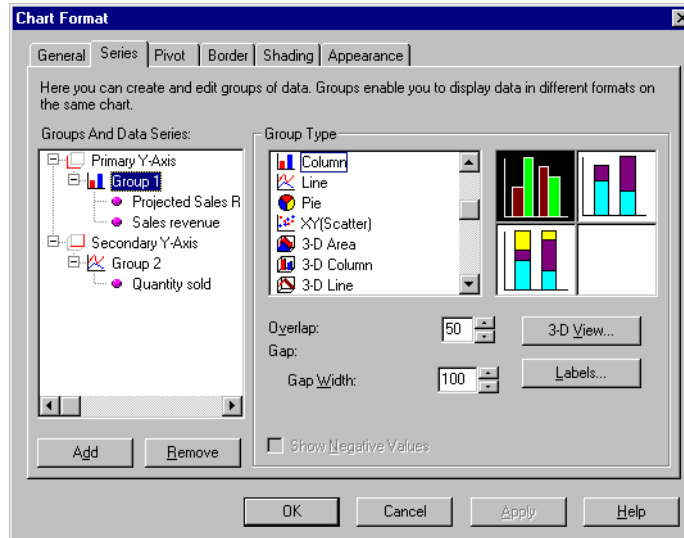 Chart Format
General Series Pivot Border Shading Appearance
Here you can create and edit groups of data. Groups enable you to display data in different formats on
the same chart.
Groups And Data Series:
Primary Y-Axis
Group 1
Projected Sales R
Sales revenue
Secondary Y-Axis
Group 2
Quantity sold
Add Remove
Group Type
Column
Line
Pie
XY(Scatter)
3-D Area
3-D Column
3-D Line
Overlap: 50
3-D View...
Gap:
Gap Width: 100
Labels...
Show Negative Values
OK Cancel Apply Help